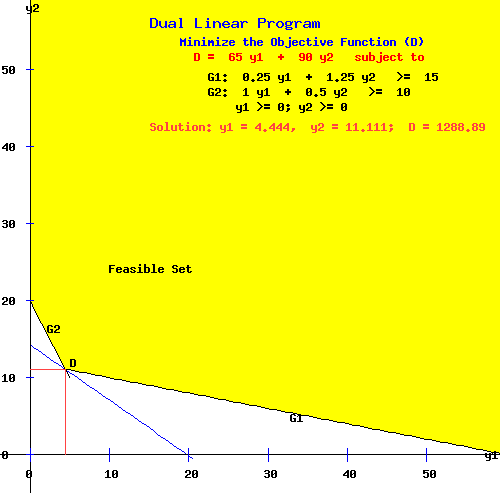 y2
Dual Linear Program
Minimize the Objective Function (D)
D = 65 y1 + 90 y2 subject to
G1: 0.25 y1 + 1.25 y2 >= 15
G2: 1 y1 + 0.5 y2 >= 10
y1 >= 0; y2 >= 0
Solution: y1 = 4.444, y2 = 11.111; D = 1288.89
50
40
30
Feasible Set
20
G2
D
10
G1
0
y1
0 10 20 30 40 50